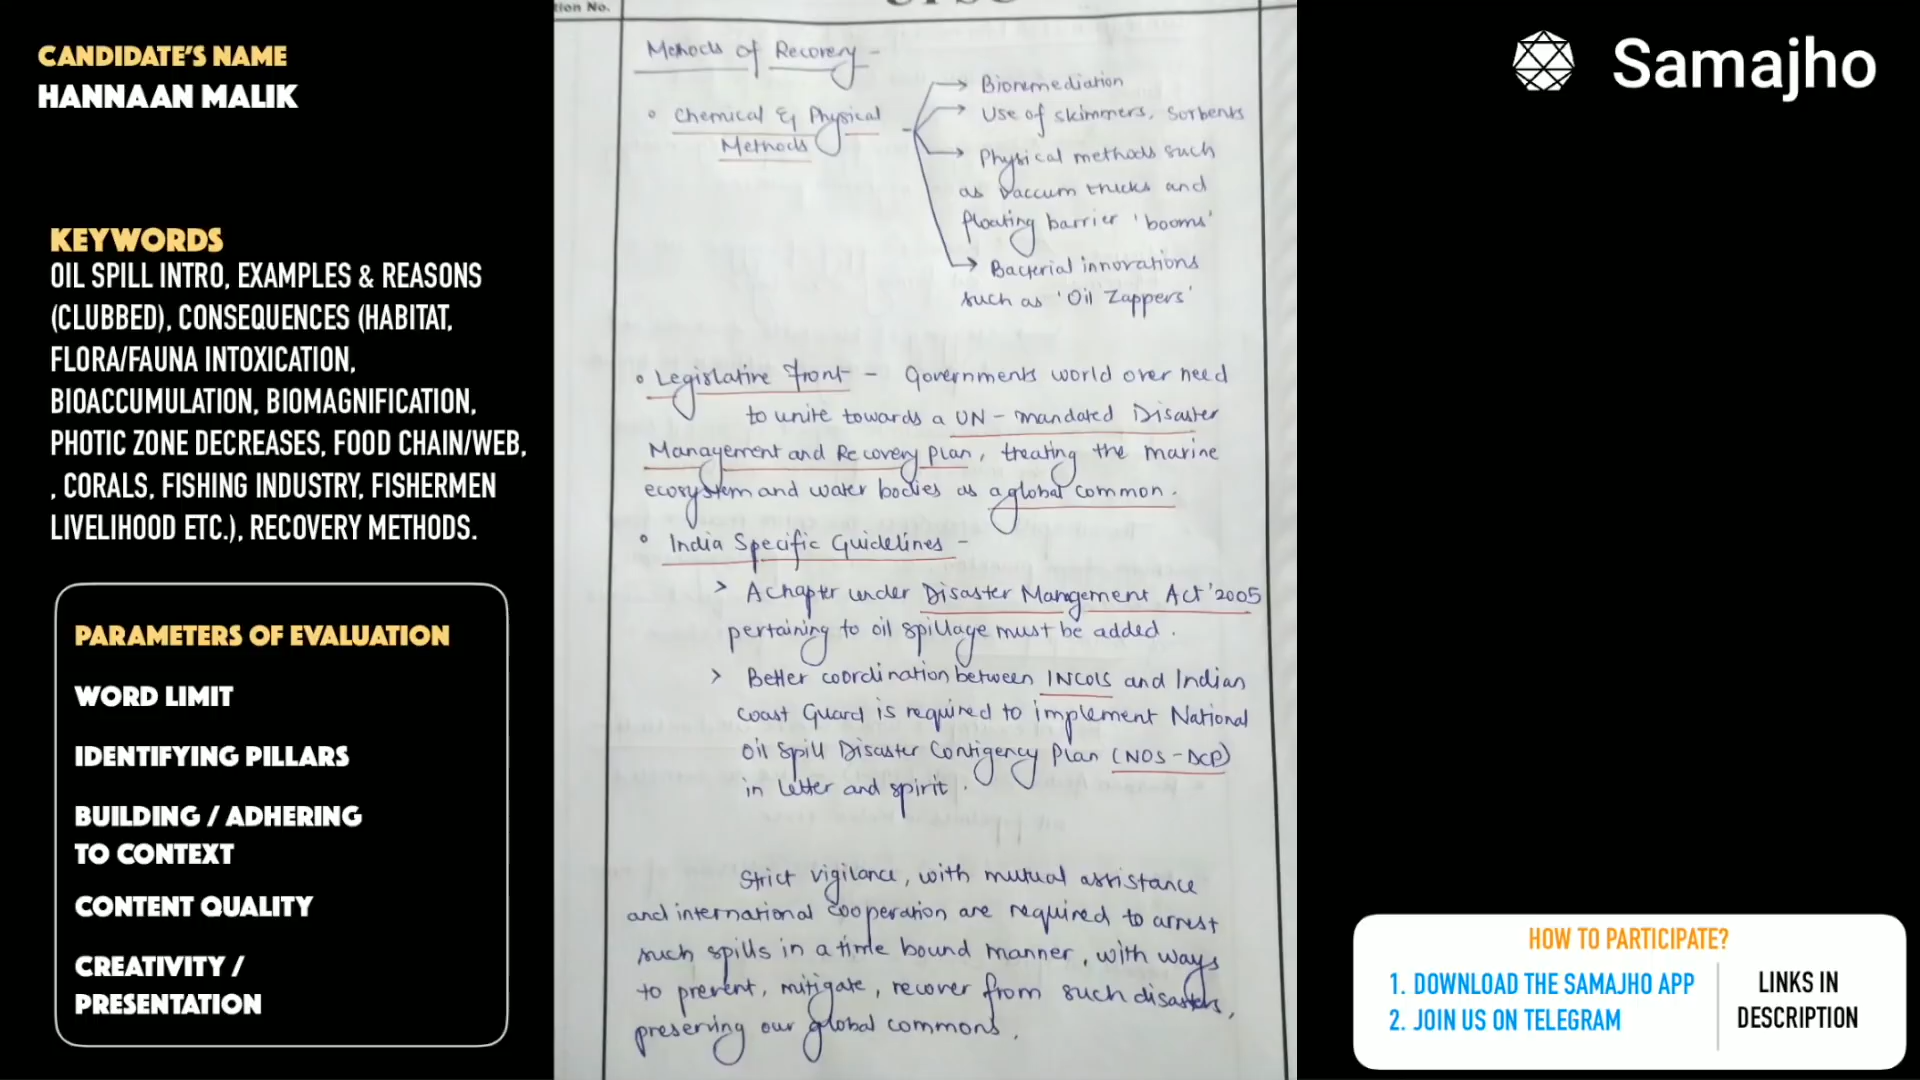 CANDIDATE'S NAME
HANNAAN MALIK
KEYWORDS
OIL SPILL INTRO, EXAMPLES & REASONS
(CLUBBED), CONSEQUENCES (HABITAT,
FLORA/FAUNA INTOXICATION,
BIOACCUMULATION, BIOMAGNIFICATION,
PHOTIC ZONE DECREASES, FOOD CHAIN/WEB,
, CORALS, FISHING INDUSTRY, FISHERMEN
LIVELIHOOD ETC.), RECOVERY METHODS.
PARAMETERS OF EVALUATION
WORD LIMIT
IDENTIFYING PILLARS
BUILDING / ADHERING
TO CONTEXT
CONTENT QUALITY
CREATIVITY /
PRESENTATION
tion No.
Methods of Recovery -
• Chemical & Physical
Methods
→ Bioremediation
→ Use of skimmers, sorbents
→ Physical methods such
as vaccum trucks and
floating barrier 'booms'
→ Bacterial innovations
such as 'Oil Zappers'
• Legislative Front - Governments world over need
to unite towards a UN - mandated Disaster
Management and Recovery plan, treating the marine
ecosystem and water bodies as a global common.
• India Specific Guidelines -
> A chapter under Disaster Management Act '2005
pertaining to oil spillage must be added.
> Better coordination between INCOIS and Indian
Coast Guard is required to implement National
Oil Spill Disaster Contigency Plan (NOS-DCP)
in letter and spirit.
Strict vigilance, with mutual assistance
and international cooperation are required to arrest
such spills in a time bound manner, with ways
to prevent, mitigate, recover from such disasters,
preserving our global commons.
Samajho
HOW TO PARTICIPATE?
1. DOWNLOAD THE SAMAJHO APP
2. JOIN US ON TELEGRAM
LINKS IN
DESCRIPTION